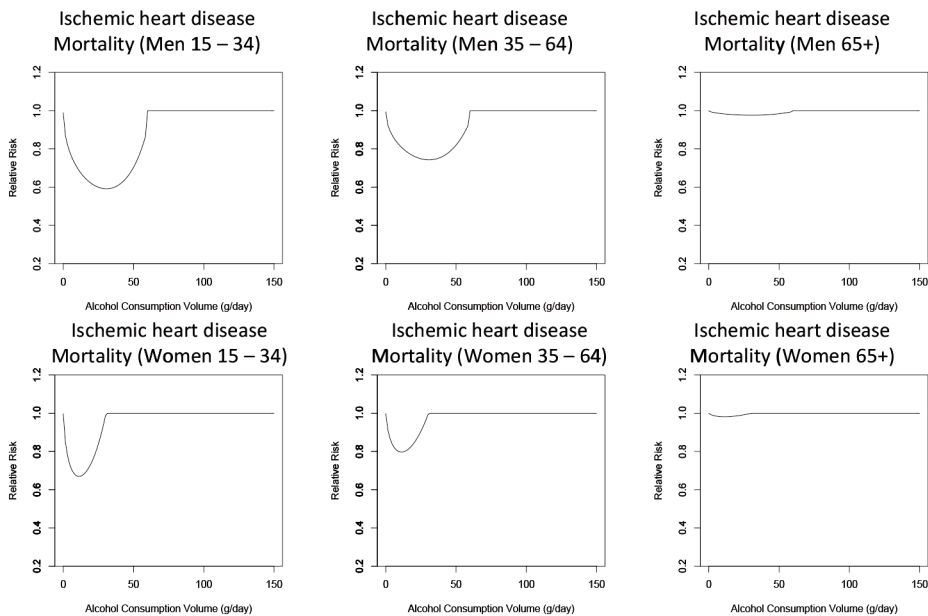 Ischemic heart disease
Mortality (Men 15 – 34)
Relative Risk
1.2
1.0
0.8
0.6
0.4
0.2
0 50 100 150
Alcohol Consumption Volume (g/day)
Ischemic heart disease
Mortality (Men 35 – 64)
Relative Risk
1.2
1.0
0.8
0.6
0.4
0.2
0 50 100 150
Alcohol Consumption Volume (g/day)
Ischemic heart disease
Mortality (Men 65+)
Relative Risk
1.2
1.0
0.8
0.6
0.4
0.2
0 50 100 150
Alcohol Consumption Volume (g/day)
Ischemic heart disease
Mortality (Women 15 – 34)
Relative Risk
1.2
1.0
0.8
0.6
0.4
0.2
0 50 100 150
Alcohol Consumption Volume (g/day)
Ischemic heart disease
Mortality (Women 35 – 64)
Relative Risk
1.2
1.0
0.8
0.6
0.4
0.2
0 50 100 150
Alcohol Consumption Volume (g/day)
Ischemic heart disease
Mortality (Women 65+)
Relative Risk
1.2
1.0
0.8
0.6
0.4
0.2
0 50 100 150
Alcohol Consumption Volume (g/day)